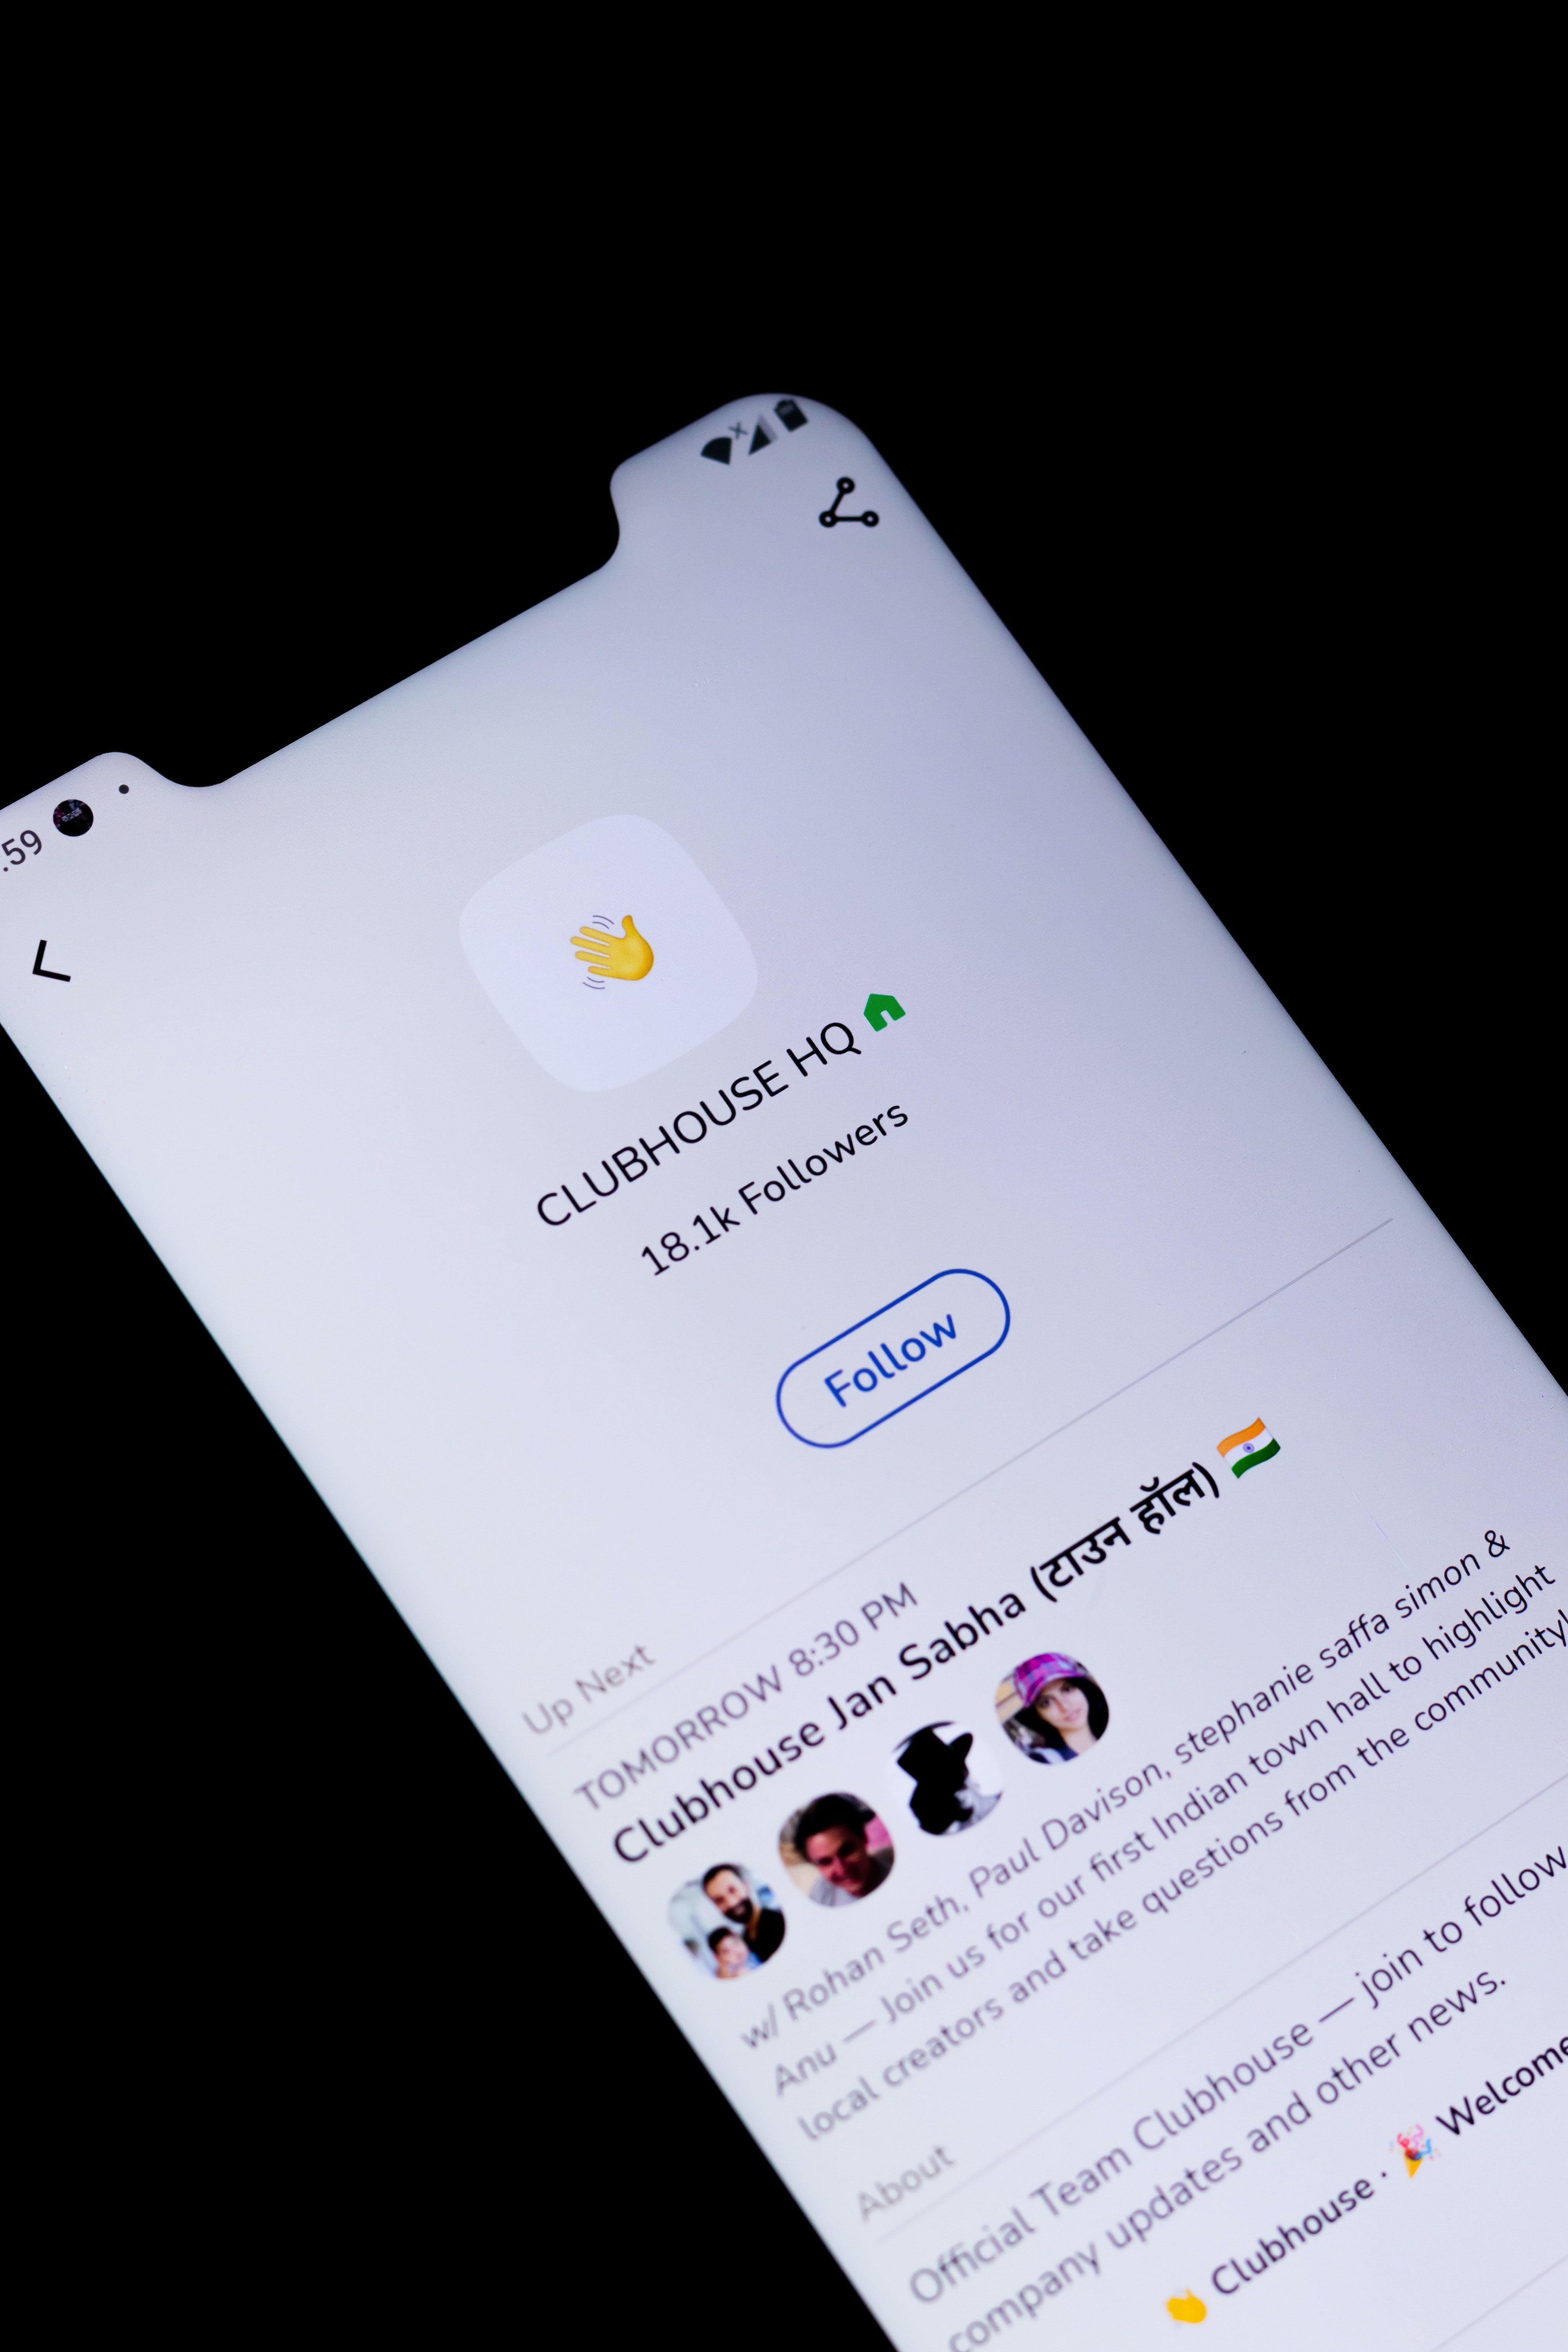 :59
CLUBHOUSE HQ
18.1k Followers
Follow
Up Next
TOMORROW 8:30 PM
Clubhouse Jan Sabha (टाउन हॉल) 🇮🇳
w/ Rohan Seth, Paul Davison, stephanie saffa simon &
Anu — Join us for our first Indian town hall to highlight
local creators and take questions from the community!
About
Official Team Clubhouse — join to follow
company updates and other news.
👋 Clubhouse · 🎉 Welcome